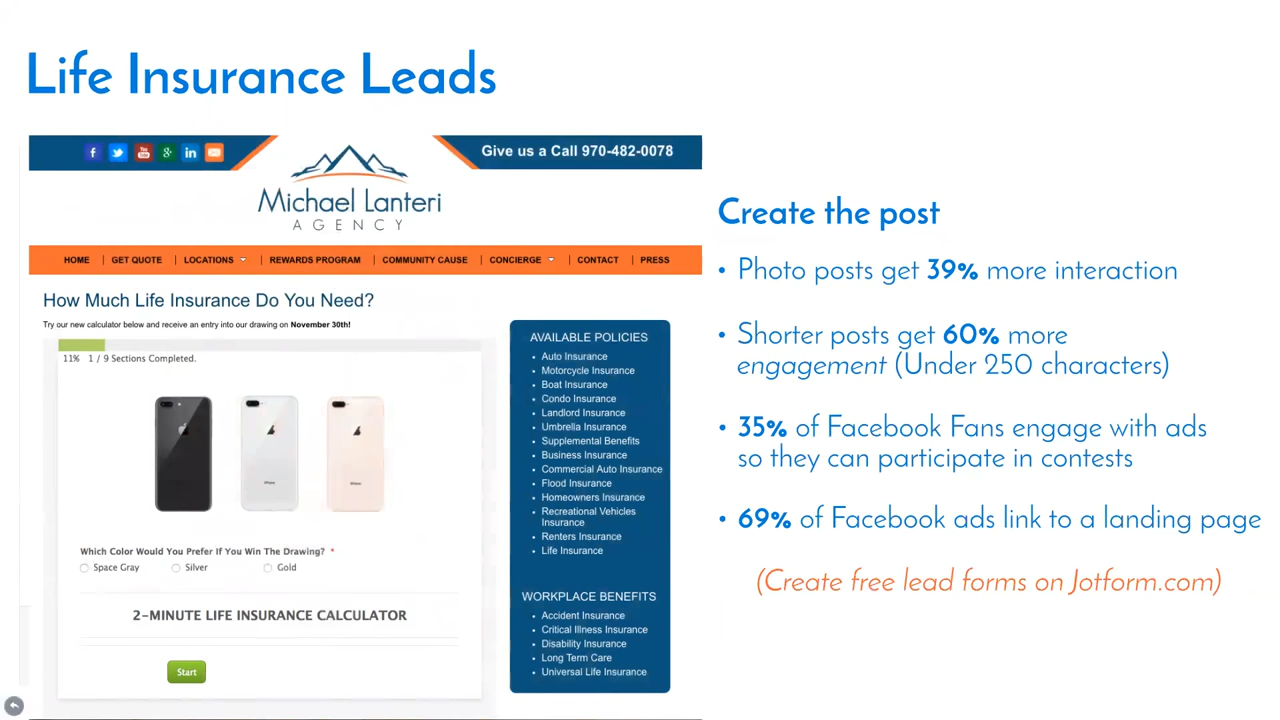 Life Insurance Leads
Give us a Call 970-482-0078
Michael Lanteri
AGENCY
HOME
GET QUOTE
LOCATIONS
REWARDS PROGRAM
COMMUNITY CAUSE
CONCIERGE
CONTACT
PRESS
How Much Life Insurance Do You Need?
Try our new calculator below and receive an entry into our drawing on November 30th!
11% 1 / 9 Sections Completed.
Which Color Would You Prefer If You Win The Drawing? *
Space Gray
Silver
Gold
2-MINUTE LIFE INSURANCE CALCULATOR
Start
AVAILABLE POLICIES
• Auto Insurance
• Motorcycle Insurance
• Boat Insurance
• Condo Insurance
• Landlord Insurance
• Umbrella Insurance
• Supplemental Benefits
• Business Insurance
• Commercial Auto Insurance
• Flood Insurance
• Homeowners Insurance
• Recreational Vehicles
Insurance
• Renters Insurance
• Life Insurance
WORKPLACE BENEFITS
• Accident Insurance
• Critical Illness Insurance
• Disability Insurance
• Long Term Care
• Universal Life Insurance
Create the post
• Photo posts get 39% more interaction
• Shorter posts get 60% more
engagement (Under 250 characters)
• 35% of Facebook Fans engage with ads
so they can participate in contests
• 69% of Facebook ads link to a landing page
(Create free lead forms on Jotform.com)